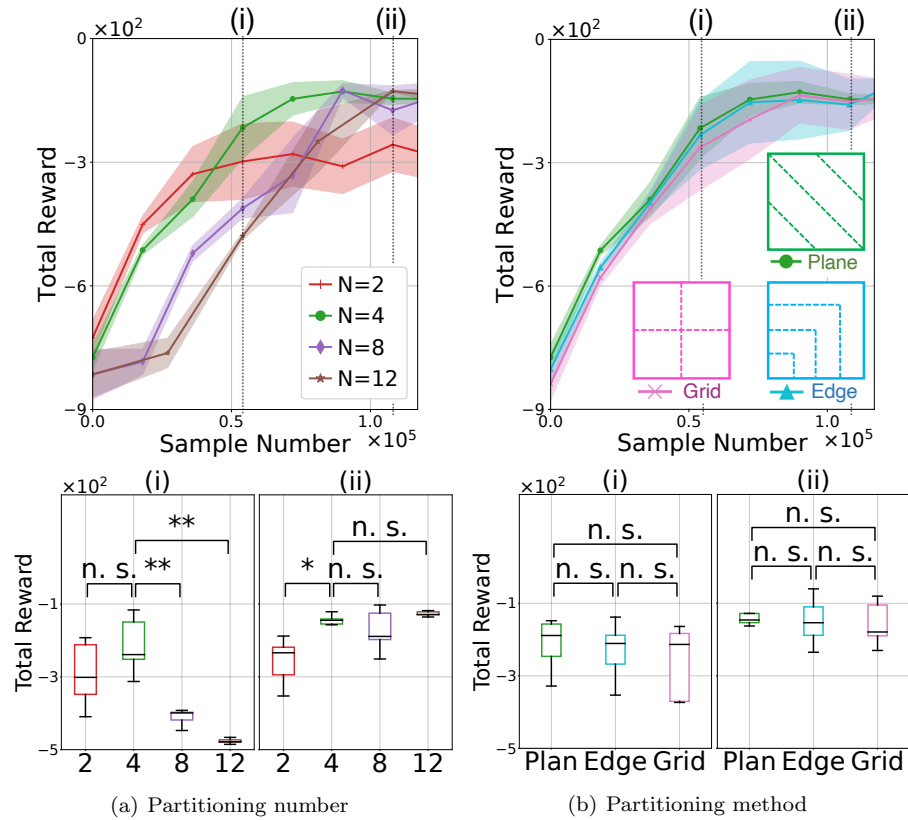 ×10²
(i)
(ii)
0
−3
−6
−9
Total Reward
N=2
N=4
N=8
N=12
0.0
0.5
1.0
Sample Number
×10⁵
×10²
(i)
(ii)
0
−3
−6
−9
Total Reward
Plane
Grid
Edge
0.0
0.5
1.0
Sample Number
×10⁵
×10²
(i)
(ii)
**
n. s.
**
n. s.
*
n. s.
−1
−3
−5
Total Reward
2 4 8 12
2 4 8 12
(a) Partitioning number
×10²
(i)
(ii)
n. s.
n. s.
n. s.
n. s.
n. s.
n. s.
−1
−3
−5
Total Reward
Plan Edge Grid
Plan Edge Grid
(b) Partitioning method